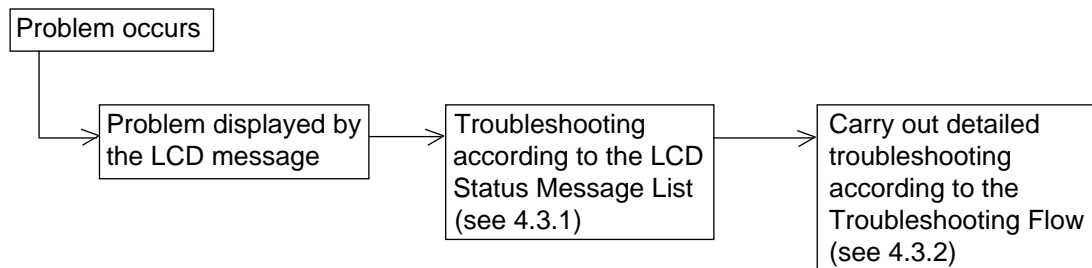 Problem occurs
Problem displayed by
the LCD message
Troubleshooting
according to the LCD
Status Message List
(see 4.3.1)
Carry out detailed
troubleshooting
according to the
Troubleshooting Flow
(see 4.3.2)